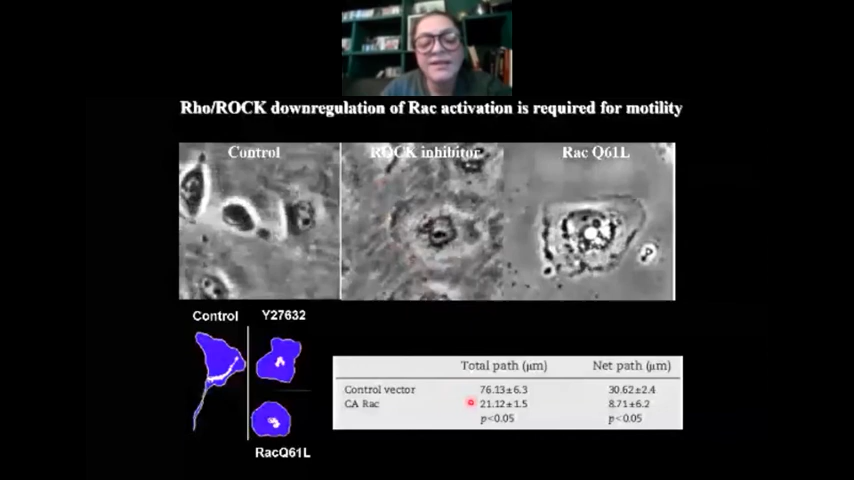 Rho/ROCK downregulation of Rac activation is required for motility
Control
ROCK inhibitor
Rac Q61L
Control
Y27632
RacQ61L
Total path (µm) Net path (µm)
Control vector 76.13±6.3 30.62±2.4
CA Rac 21.12±1.5 8.71±6.2
p<0.05 p<0.05